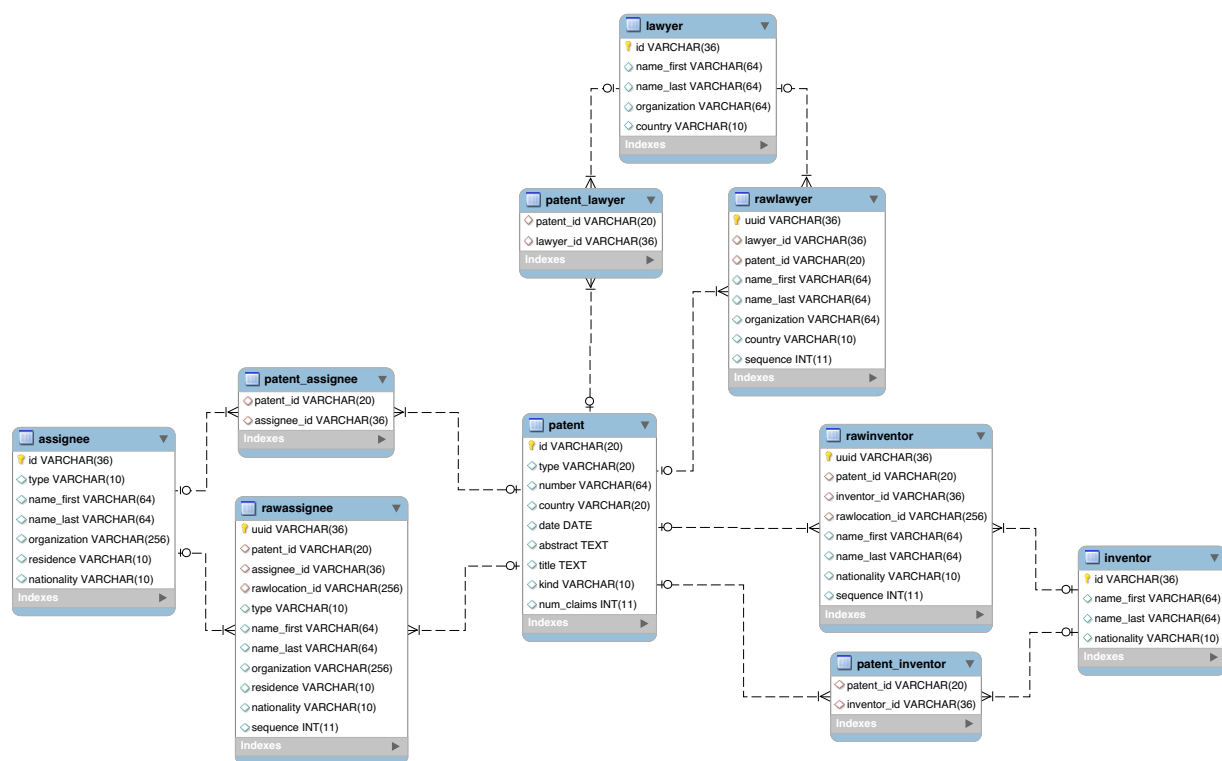 lawyer
id VARCHAR(36)
name_first VARCHAR(64)
name_last VARCHAR(64)
organization VARCHAR(64)
country VARCHAR(10)
Indexes
patent_lawyer
patent_id VARCHAR(20)
lawyer_id VARCHAR(36)
Indexes
rawlawyer
uuid VARCHAR(36)
lawyer_id VARCHAR(36)
patent_id VARCHAR(20)
name_first VARCHAR(64)
name_last VARCHAR(64)
organization VARCHAR(64)
country VARCHAR(10)
sequence INT(11)
Indexes
patent_assignee
patent_id VARCHAR(20)
assignee_id VARCHAR(36)
Indexes
assignee
id VARCHAR(36)
type VARCHAR(10)
name_first VARCHAR(64)
name_last VARCHAR(64)
organization VARCHAR(256)
residence VARCHAR(10)
nationality VARCHAR(10)
Indexes
rawassignee
uuid VARCHAR(36)
patent_id VARCHAR(20)
assignee_id VARCHAR(36)
rawlocation_id VARCHAR(256)
type VARCHAR(10)
name_first VARCHAR(64)
name_last VARCHAR(64)
organization VARCHAR(256)
residence VARCHAR(10)
nationality VARCHAR(10)
sequence INT(11)
Indexes
patent
id VARCHAR(20)
type VARCHAR(20)
number VARCHAR(64)
country VARCHAR(20)
date DATE
abstract TEXT
title TEXT
kind VARCHAR(10)
num_claims INT(11)
Indexes
rawinventor
uuid VARCHAR(36)
patent_id VARCHAR(20)
inventor_id VARCHAR(36)
rawlocation_id VARCHAR(256)
name_first VARCHAR(64)
name_last VARCHAR(64)
nationality VARCHAR(10)
sequence INT(11)
Indexes
inventor
id VARCHAR(36)
name_first VARCHAR(64)
name_last VARCHAR(64)
nationality VARCHAR(10)
Indexes
patent_inventor
patent_id VARCHAR(20)
inventor_id VARCHAR(36)
Indexes